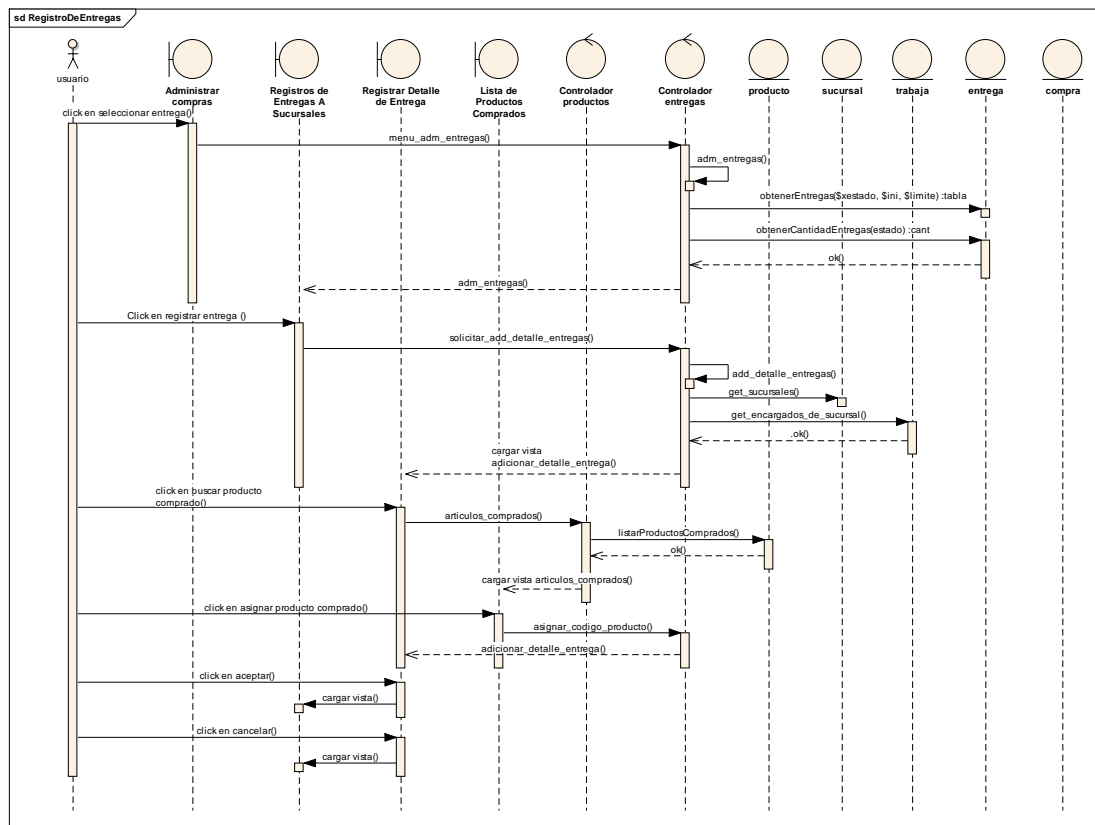 sd RegistroDeEntregas
usuario
Administrar
compras
Registros de
Entregas A
Sucursales
Registrar Detalle
de Entrega
Lista de
Productos
Comprados
Controlador
productos
Controlador
entregas
producto
sucursal
trabaja
entrega
compra
click en seleccionar entrega()
menu_adm_entregas()
adm_entregas()
obtenerEntregas($xestado, $ini, $limite) :tabla
obtenerCantidadEntregas(estado) :cant
ok()
adm_entregas()
Click en registrar entrega ()
solicitar_add_detalle_entregas()
add_detalle_entregas()
get_sucursales()
get_encargados_de_sucursal()
.ok()
cargar vista
adicionar_detalle_entrega()
click en buscar producto
comprado()
articulos_comprados()
listarProductosComprados()
ok()
cargar vista articulos_comprados()
click en asignar producto comprado()
asignar_codigo_producto()
adicionar_detalle_entrega()
click en aceptar()
cargar vista()
click en cancelar()
cargar vista()